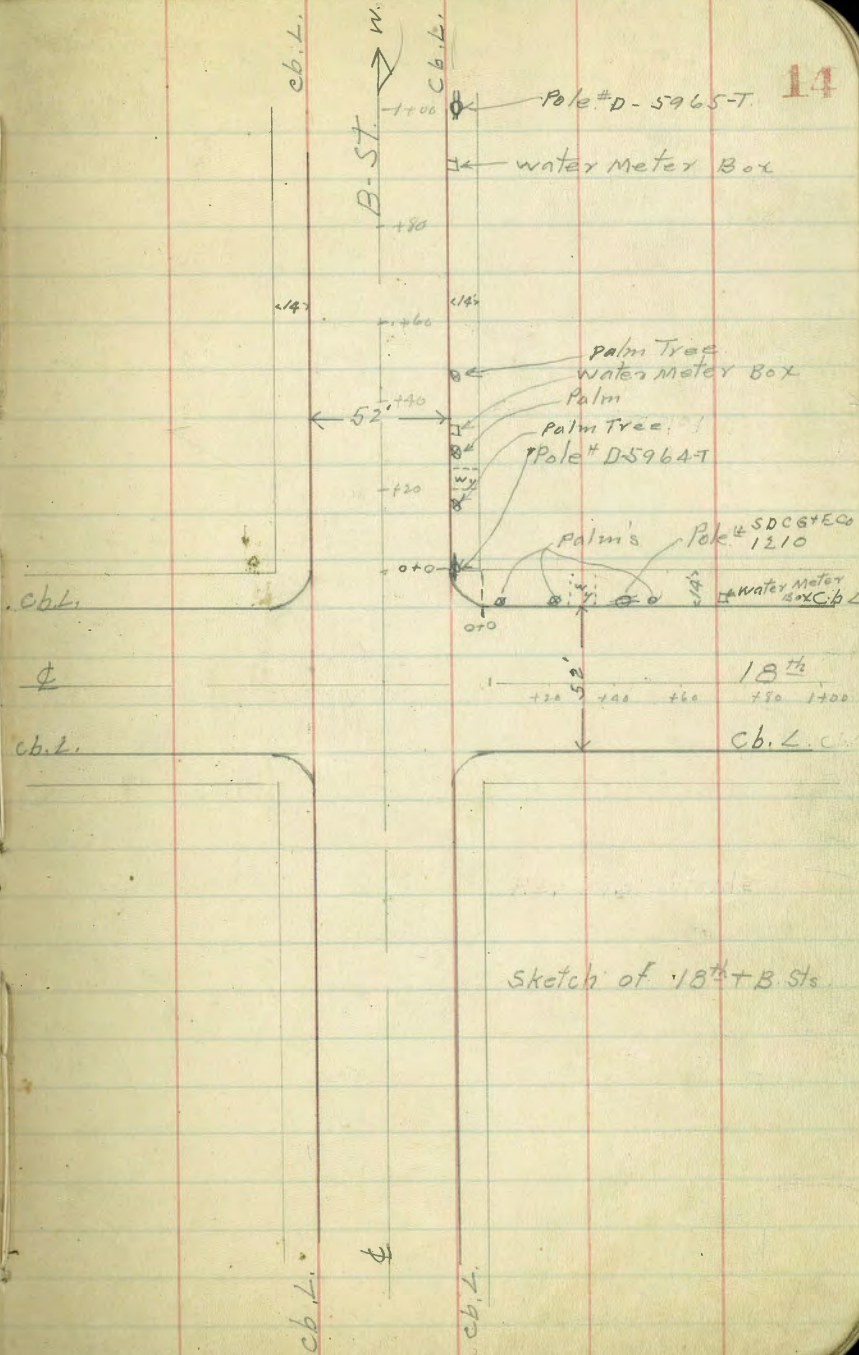 14
cb. L.
B-St.
W.
Cb. L.
1+00
Pole #D-5965-T.
water Meter Box
+80
<14'>
<14'>
+60
Palm Tree
water Meter Box
+40
52'
Palm
Palm Tree
Pole # D-5964-T
wy
+20
Palm's
Pole # SDCG+ECo
1210
0+0
wy
14'
water Meter
Box
cb. L.
Cb L
0+0
℄
52'
18th
+20 +40 +60 +80 1+00
cb. L.
Cb. L.
Sketch of 18th + B Sts
℄
cb. L.
cb. L.